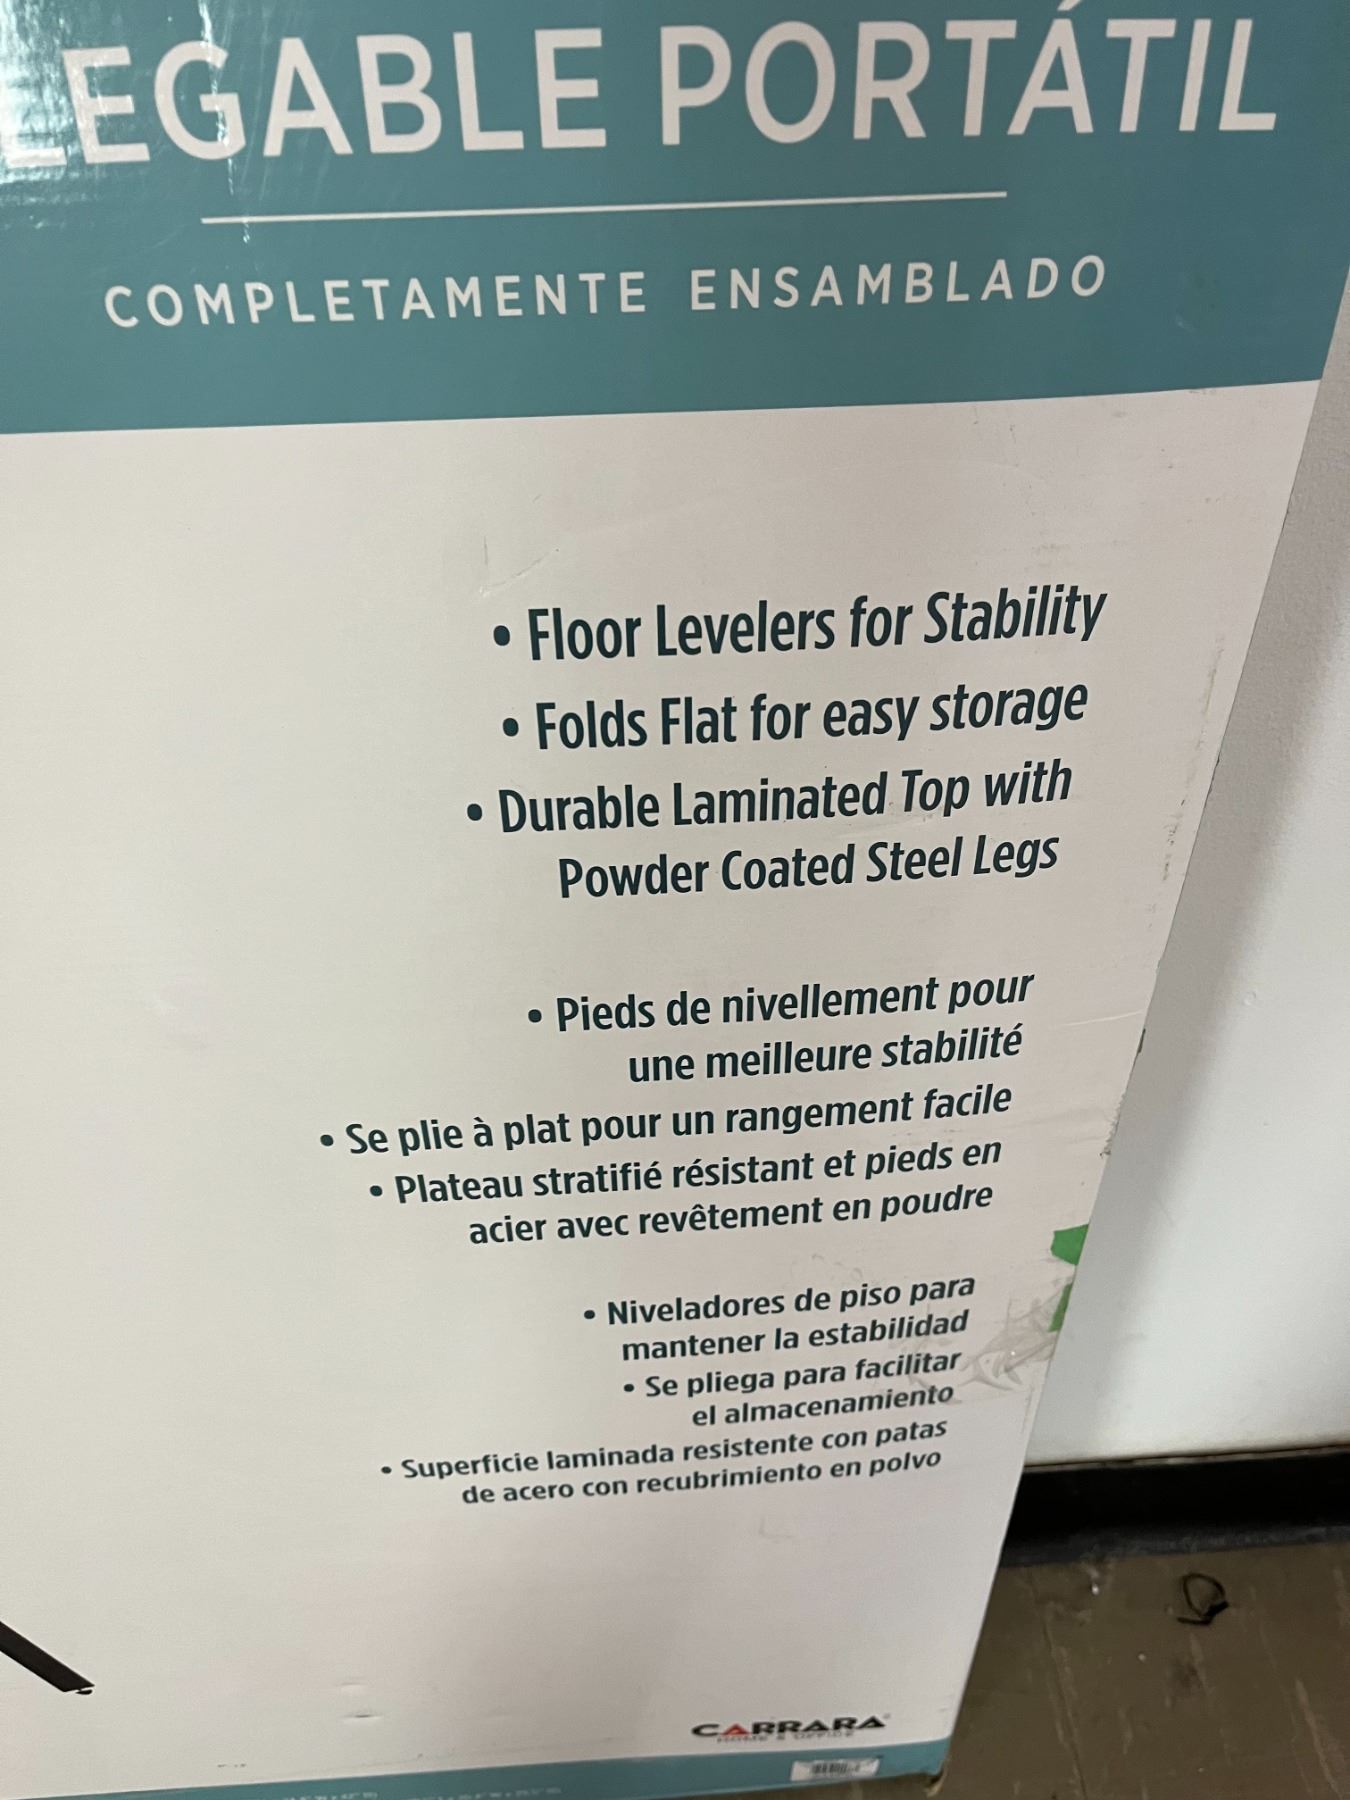 LEGABLE PORTÁTIL
COMPLETAMENTE ENSAMBLADO
• Floor Levelers for Stability
• Folds Flat for easy storage
• Durable Laminated Top with
Powder Coated Steel Legs
• Pieds de nivellement pour
une meilleure stabilité
• Se plie à plat pour un rangement facile
• Plateau stratifié résistant et pieds en
acier avec revêtement en poudre
• Niveladores de piso para
mantener la estabilidad
• Se pliega para facilitar
el almacenamiento
• Superficie laminada resistente con patas
de acero con recubrimiento en polvo
CARRARA
HOME & OFFICE